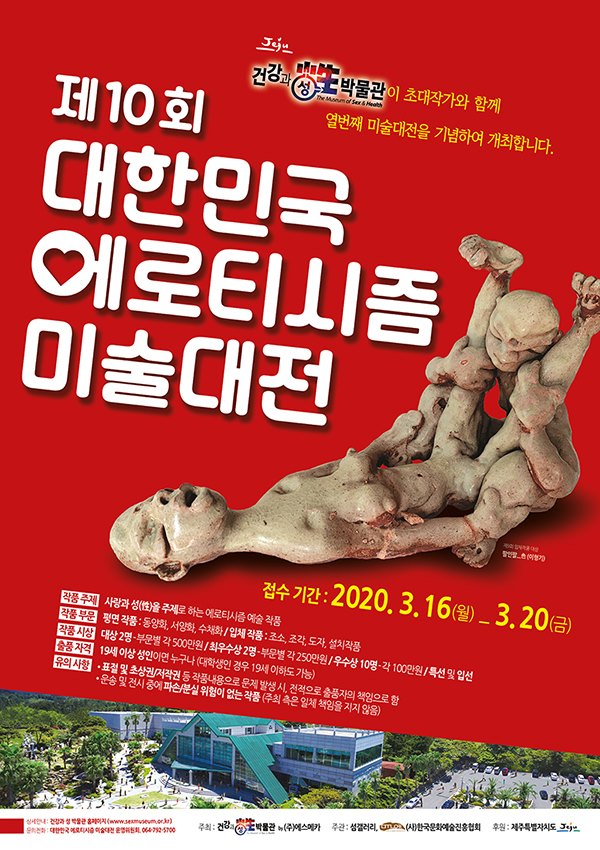 Jeju
건강과 성生 박물관이 초대작가와 함께
The Museum of Sex & Health
열번째 미술대전을 기념하여 개최합니다.
제10회
대한민국
에로티시즘
미술대전
제9회 입체작품 대상
접수 기간 : 2020. 3. 16(월) _ 3. 20(금)
작품 주제 사랑과 성(性)을 주제로 하는 에로티시즘 예술 작품
작품 부문 평면 작품 : 동양화, 서양화, 수채화 / 입체 작품 : 조소, 조각, 도자, 설치작품
작품 시상 대상 2명 - 부문별 각 500만원 / 최우수상 2명 - 부문별 각 250만원 / 우수상 10명 - 각 100만원 / 특선 및 입선
출품 자격 19세 이상 성인이면 누구나 (대학생인 경우 19세 이하도 가능)
유의 사항 • 표절 및 초상권/저작권 등 작품내용으로 문제 발생 시, 전적으로 출품자의 책임으로 함
• 운송 및 전시 중에 파손/분실 위험이 없는 작품 (주최 측은 일체 책임을 지지 않음)
상세안내 : 건강과 성 박물관 홈페이지 (www.sexmuseum.or.kr)
문의전화 : 대한민국 에로티시즘 미술대전 운영위원회, 064-792-5700
주최 : 건강과 성生 박물관 by (주)에스메카 주관 : 성갤러리, (사)한국문화예술진흥협회 후원 : 제주특별자치도 Jeju